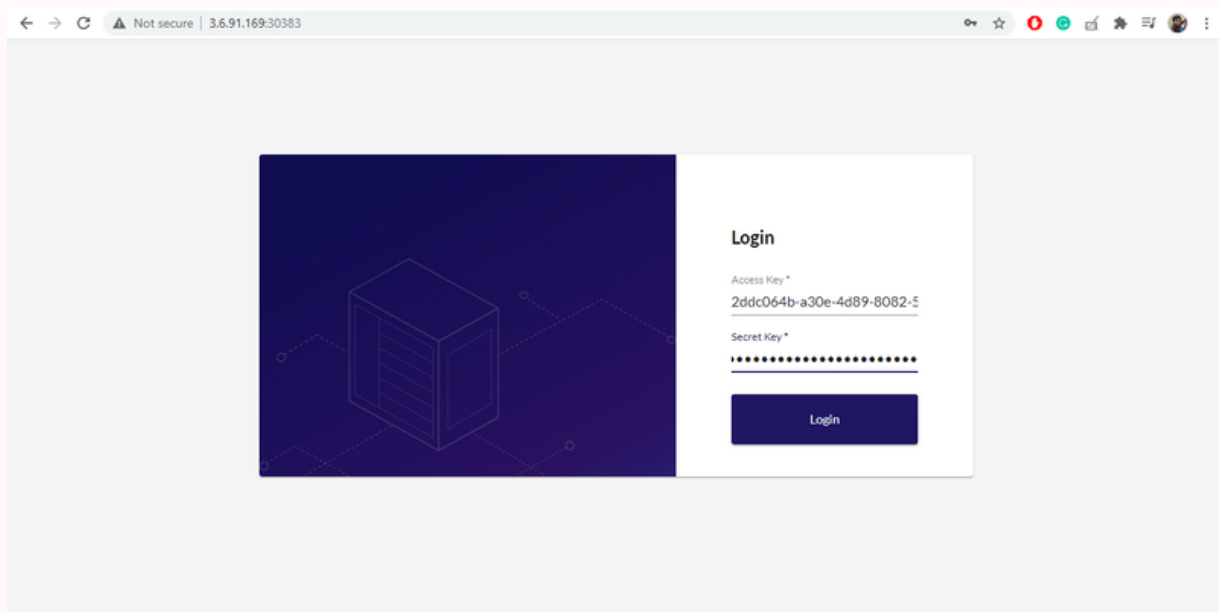 Not secure | 3.6.91.169:30383
Login
Access Key *
2ddc064b-a30e-4d89-8082-5
Secret Key *
••••••••••••••••••••••••
Login